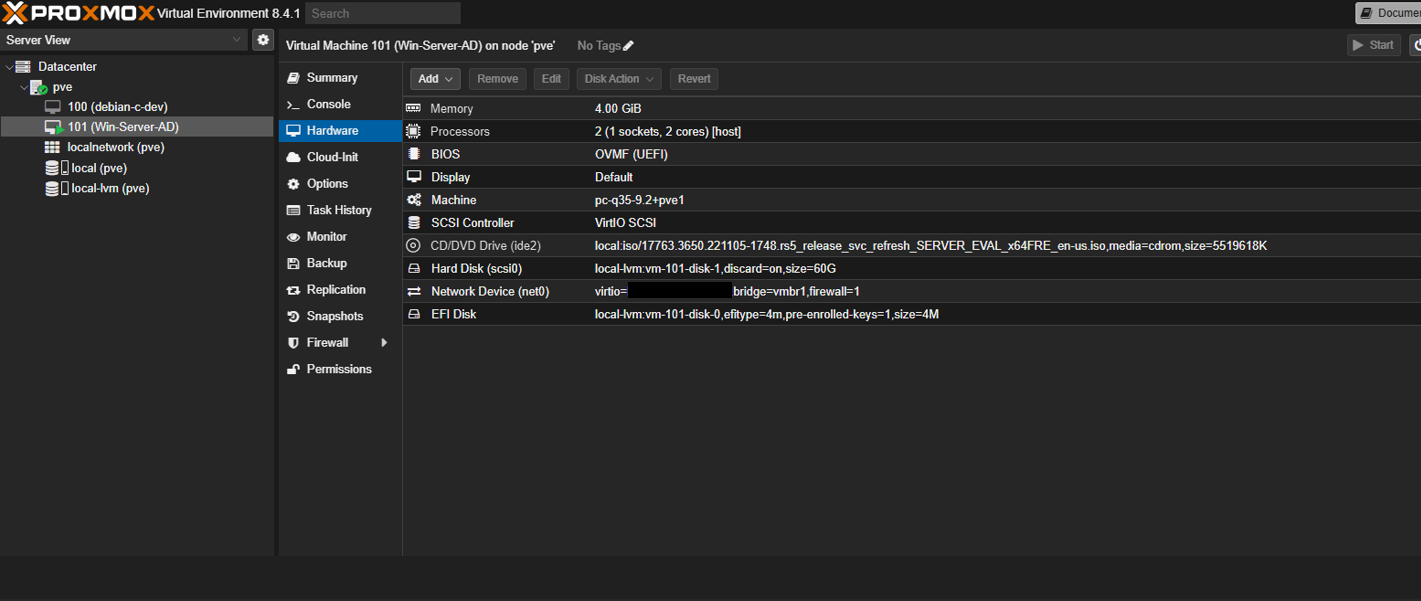 PROXMOX Virtual Environment 8.4.1 Search Documen
Server View
Datacenter
pve
100 (debian-c-dev)
101 (Win-Server-AD)
localnetwork (pve)
local (pve)
local-lvm (pve)
Virtual Machine 101 (Win-Server-AD) on node 'pve' No Tags Start
Summary
Console
Hardware
Cloud-Init
Options
Task History
Monitor
Backup
Replication
Snapshots
Firewall
Permissions
Add Remove Edit Disk Action Revert
Memory 4.00 GiB
Processors 2 (1 sockets, 2 cores) [host]
BIOS OVMF (UEFI)
Display Default
Machine pc-q35-9.2+pve1
SCSI Controller VirtIO SCSI
CD/DVD Drive (ide2) local:iso/17763.3650.221105-1748.rs5_release_svc_refresh_SERVER_EVAL_x64FRE_en-us.iso,media=cdrom,size=5519618K
Hard Disk (scsi0) local-lvm:vm-101-disk-1,discard=on,size=60G
Network Device (net0) virtio= bridge=vmbr1,firewall=1
EFI Disk local-lvm:vm-101-disk-0,efitype=4m,pre-enrolled-keys=1,size=4M